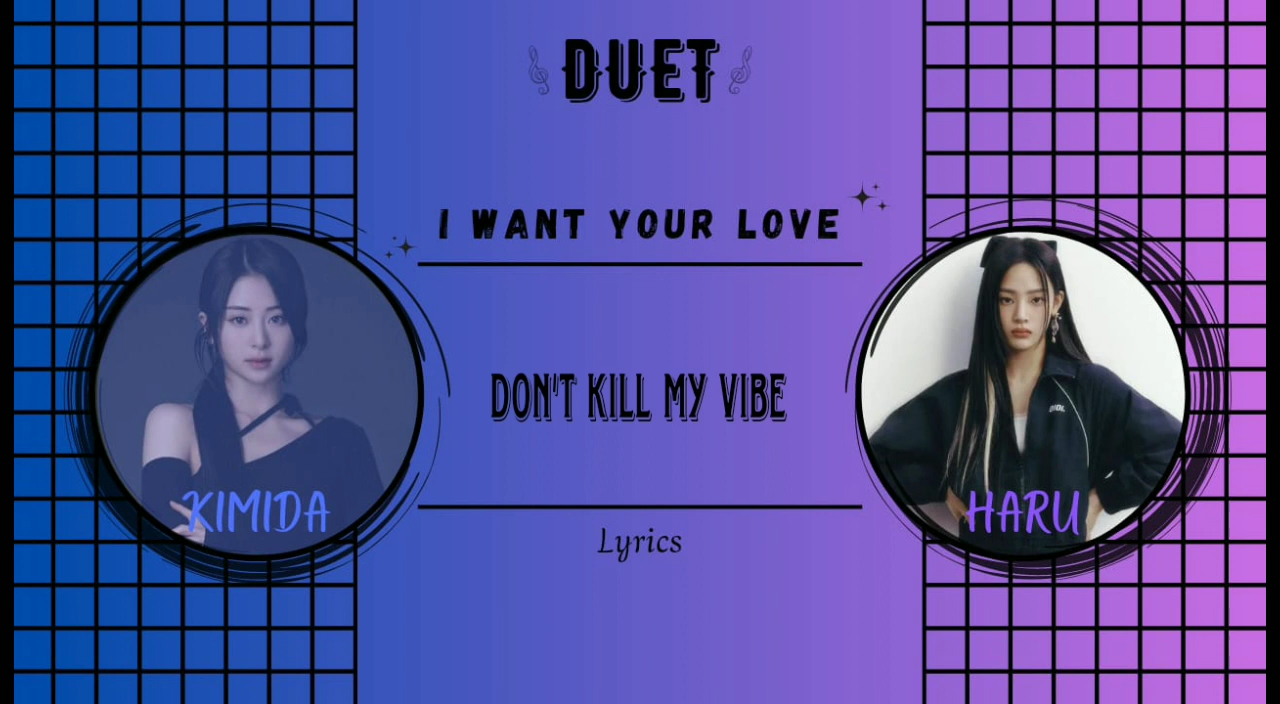 DUET
I WANT YOUR LOVE
DON'T KILL MY VIBE
KIMIDA
HARU
Lyrics